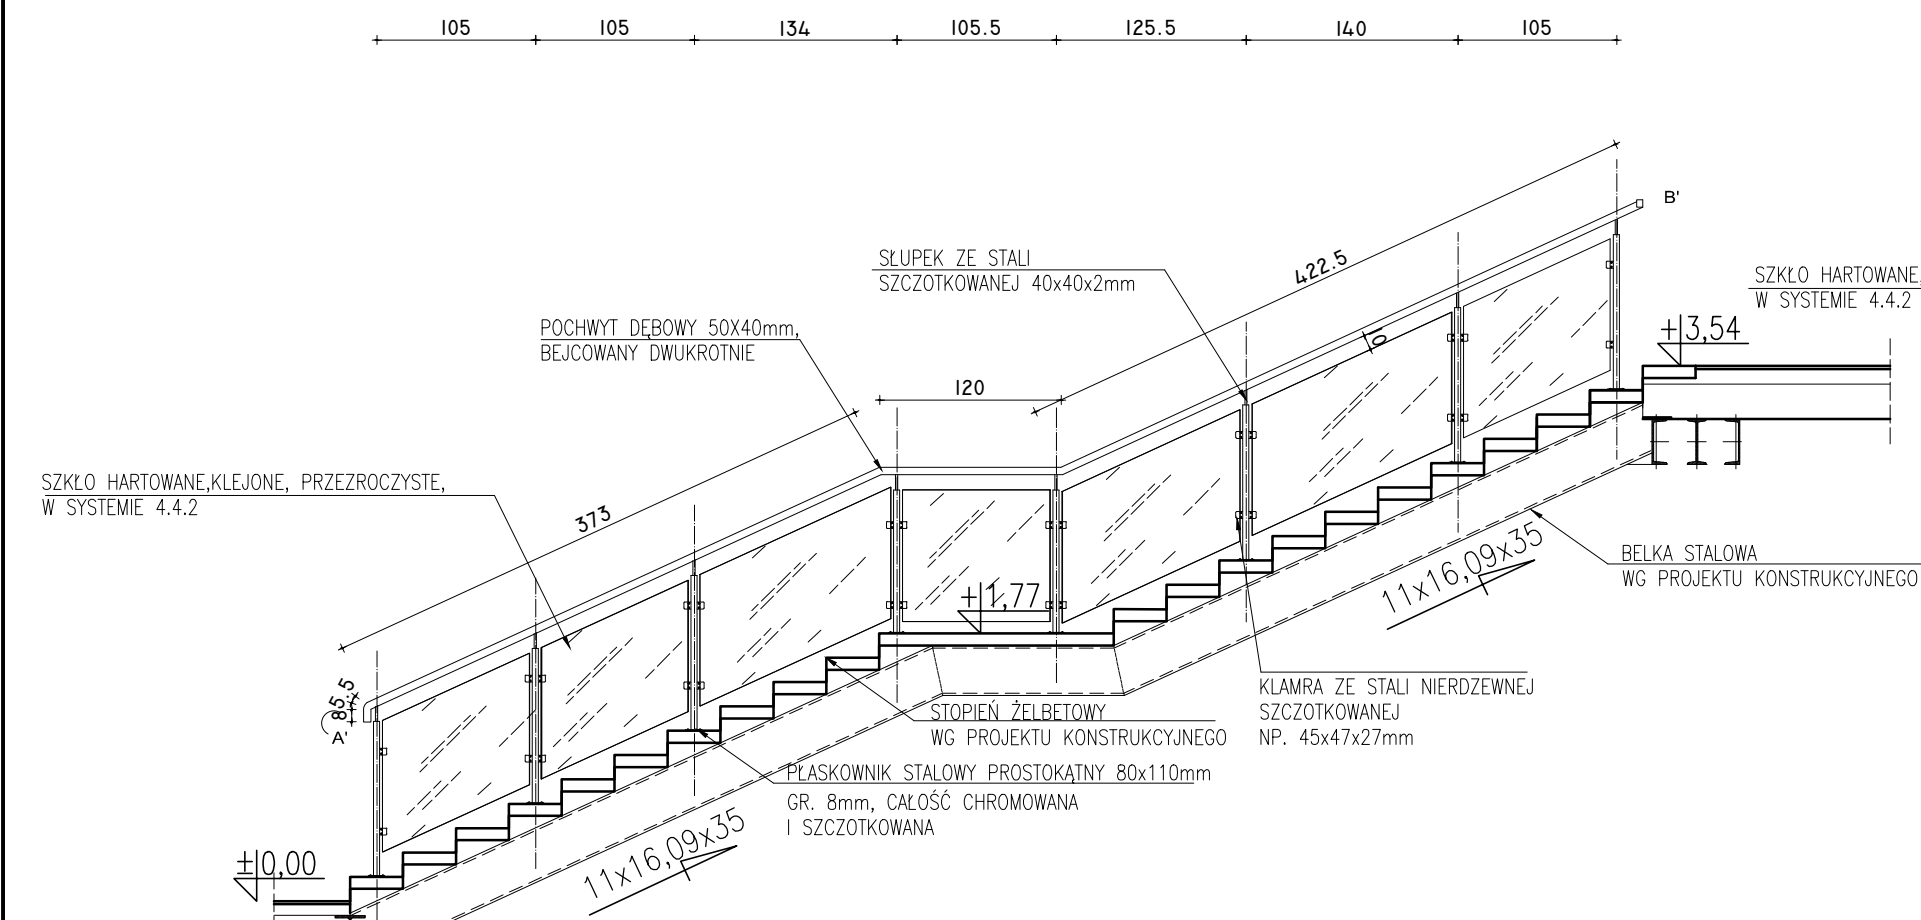 105 105 134 105.5 125.5 140 105
B'
422.5
SŁUPEK ZE STALI
SZCZOTKOWANEJ 40x40x2mm
SZKŁO HARTOWANE,
W SYSTEMIE 4.4.2
+3,54
POCHWYT DĘBOWY 50X40mm,
BEJCOWANY DWUKROTNIE
10
120
SZKŁO HARTOWANE,KLEJONE, PRZEZROCZYSTE,
W SYSTEMIE 4.4.2
373
BELKA STALOWA
WG PROJEKTU KONSTRUKCYJNEGO
11x16,09x35
+1,77
85.5
A'
KLAMRA ZE STALI NIERDZEWNEJ
SZCZOTKOWANEJ
NP. 45x47x27mm
STOPIEŃ ŻELBETOWY
WG PROJEKTU KONSTRUKCYJNEGO
PŁASKOWNIK STALOWY PROSTOKĄTNY 80x110mm
GR. 8mm, CAŁOŚĆ CHROMOWANA
I SZCZOTKOWANA
±0,00
11x16,09x35